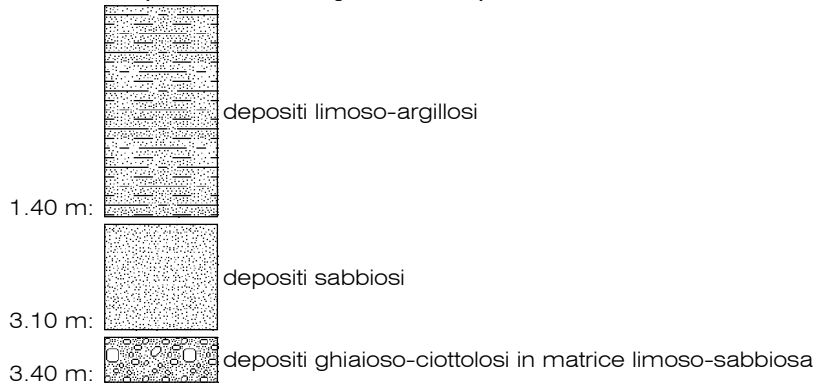 depositi limoso-argillosi
1.40 m:
depositi sabbiosi
3.10 m:
depositi ghiaioso-ciottolosi in matrice limoso-sabbiosa
3.40 m: